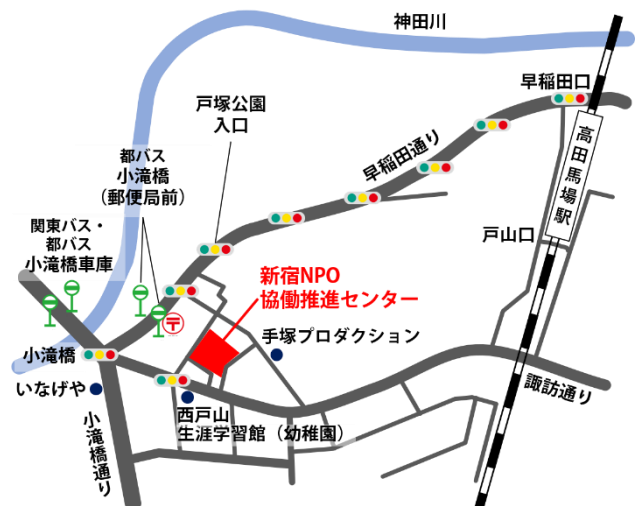 神田川
早稲田口
戸塚公園
入口
早稲田通り
高田馬場駅
都バス
小滝橋
（郵便局前）
戸山口
関東バス・
都バス
小滝橋車庫
新宿NPO
協働推進センター
〒
手塚プロダクション
小滝橋
いなげや
西戸山
生涯学習館（幼稚園）
諏訪通り
小滝橋通り